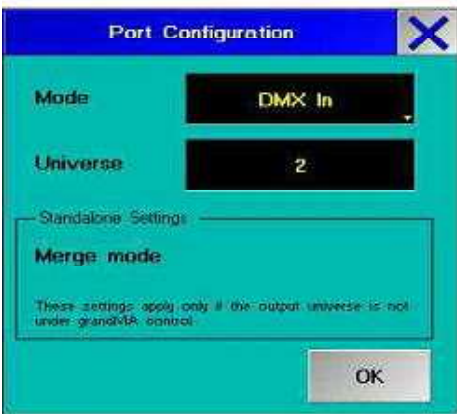 Port Configuration
Mode
DMX In
Universe
2
Standalone Settings
Merge mode
These settings apply only if the output universe is not
under grandMA control
OK